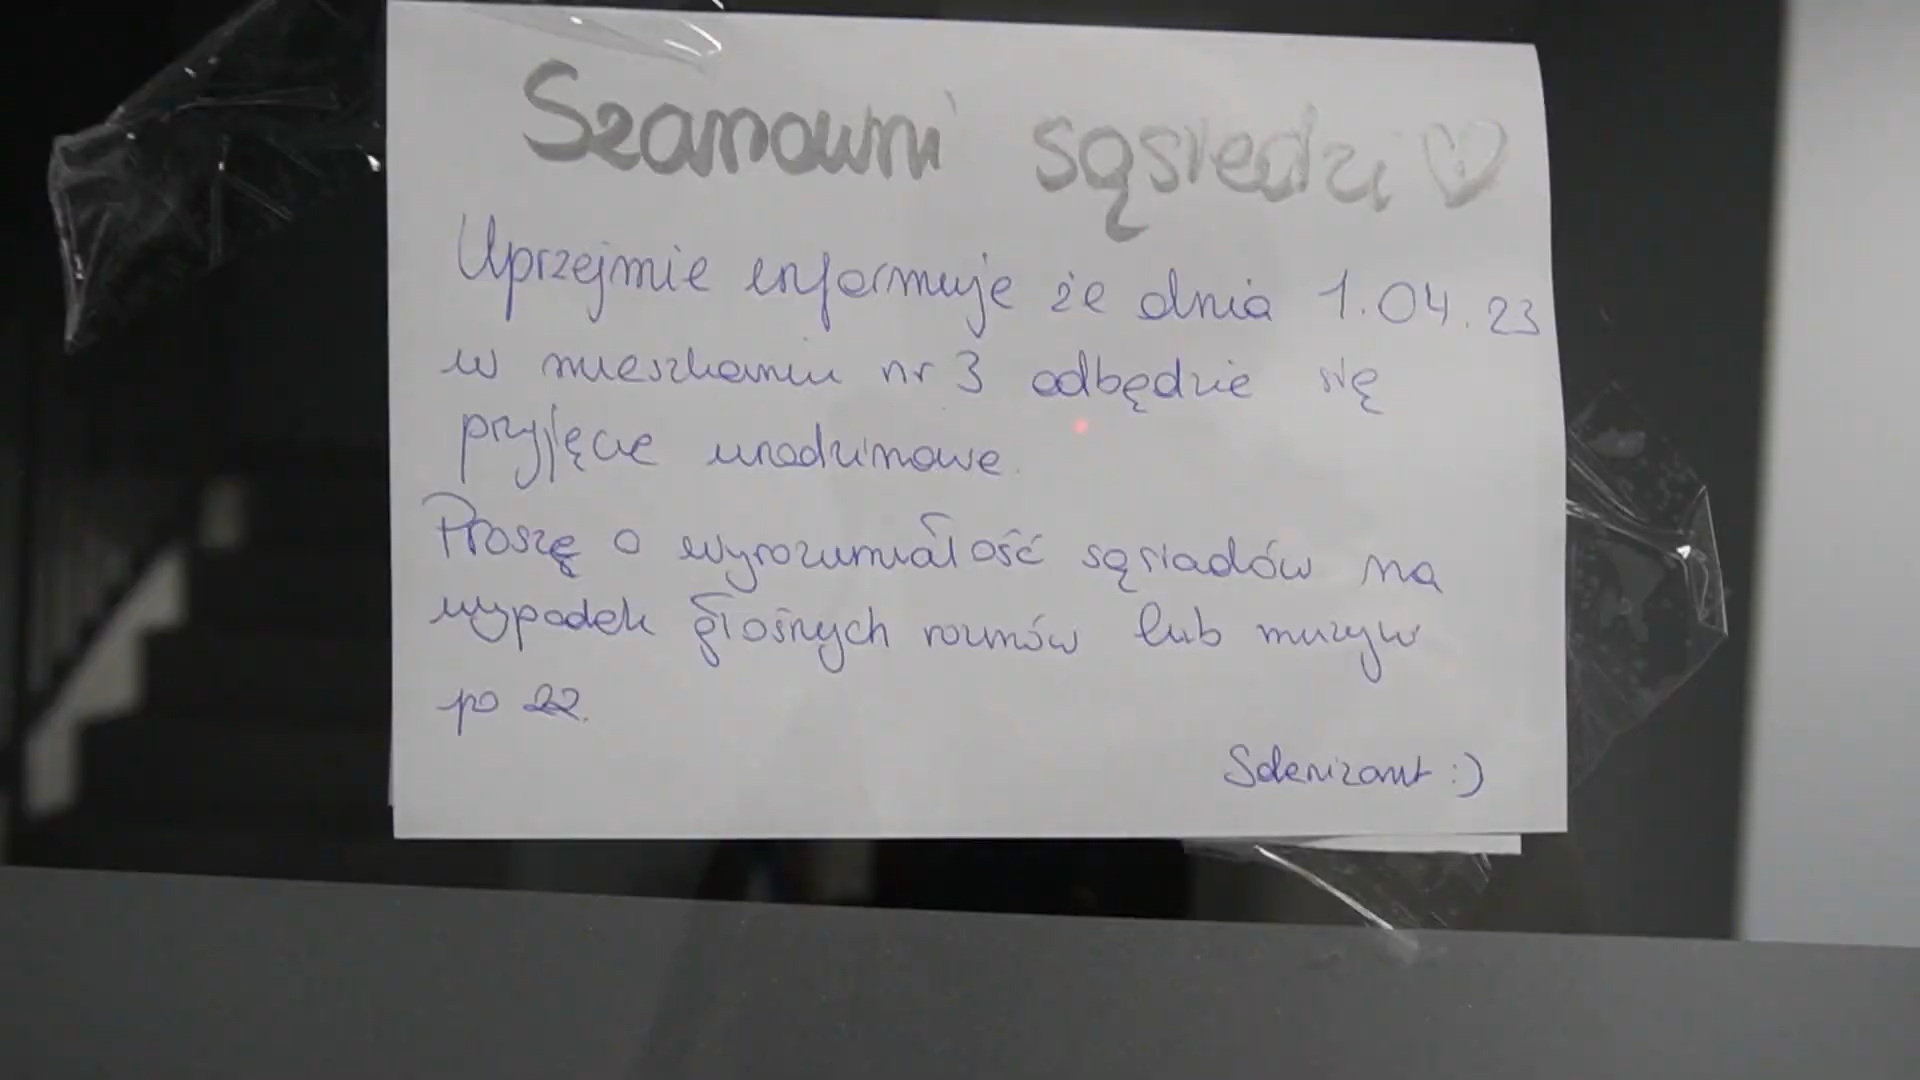 Szanowni sąsiedzi ♡
Uprzejmie informuje że dnia 1.04.23
w mieszkaniu nr 3 odbędzie się
przyjęcie urodzinowe.
Proszę o wyrozumiałość sąsiadów na
wypadek głośnych rozmów lub muzyki
po 22.
Solenizant :)